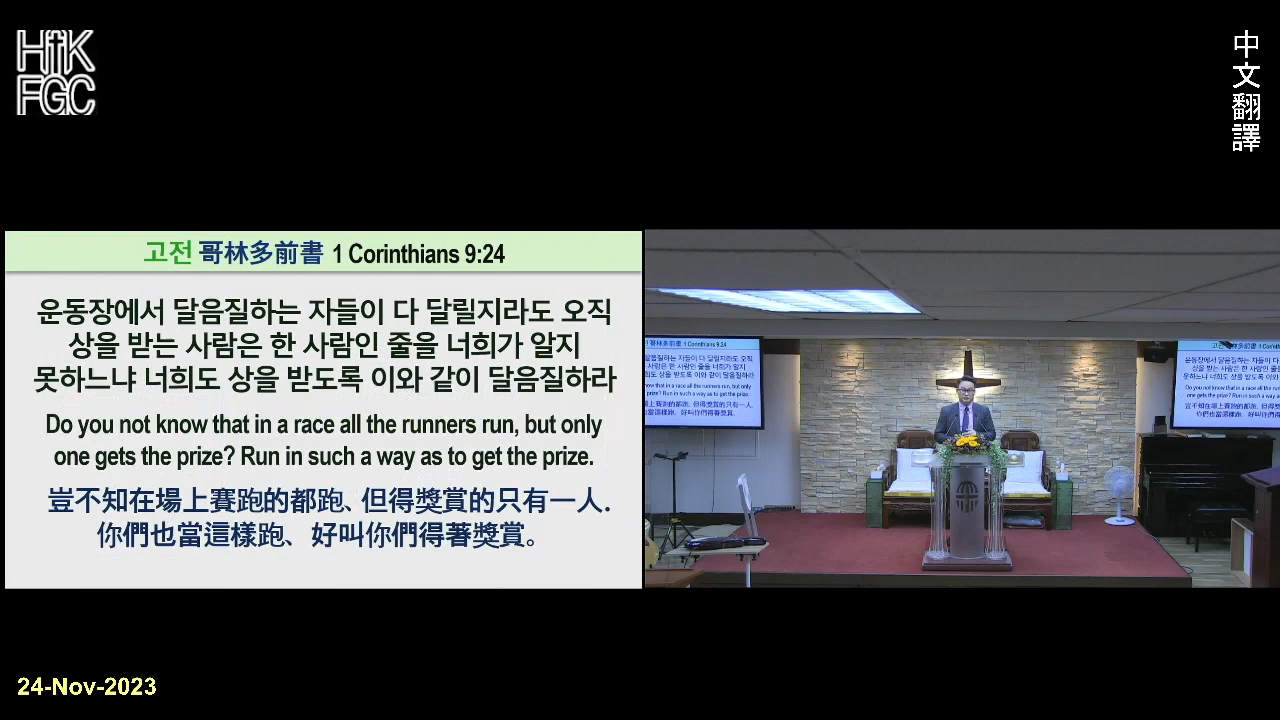 HfK
FGC
中文翻譯
고전 哥林多前書 1 Corinthians 9:24
운동장에서 달음질하는 자들이 다 달릴지라도 오직
상을 받는 사람은 한 사람인 줄을 너희가 알지
못하느냐 너희도 상을 받도록 이와 같이 달음질하라
Do you not know that in a race all the runners run, but only
one gets the prize? Run in such a way as to get the prize.
豈不知在場上賽跑的都跑、但得獎賞的只有一人.
你們也當這樣跑、 好叫你們得著獎賞。
24-Nov-2023